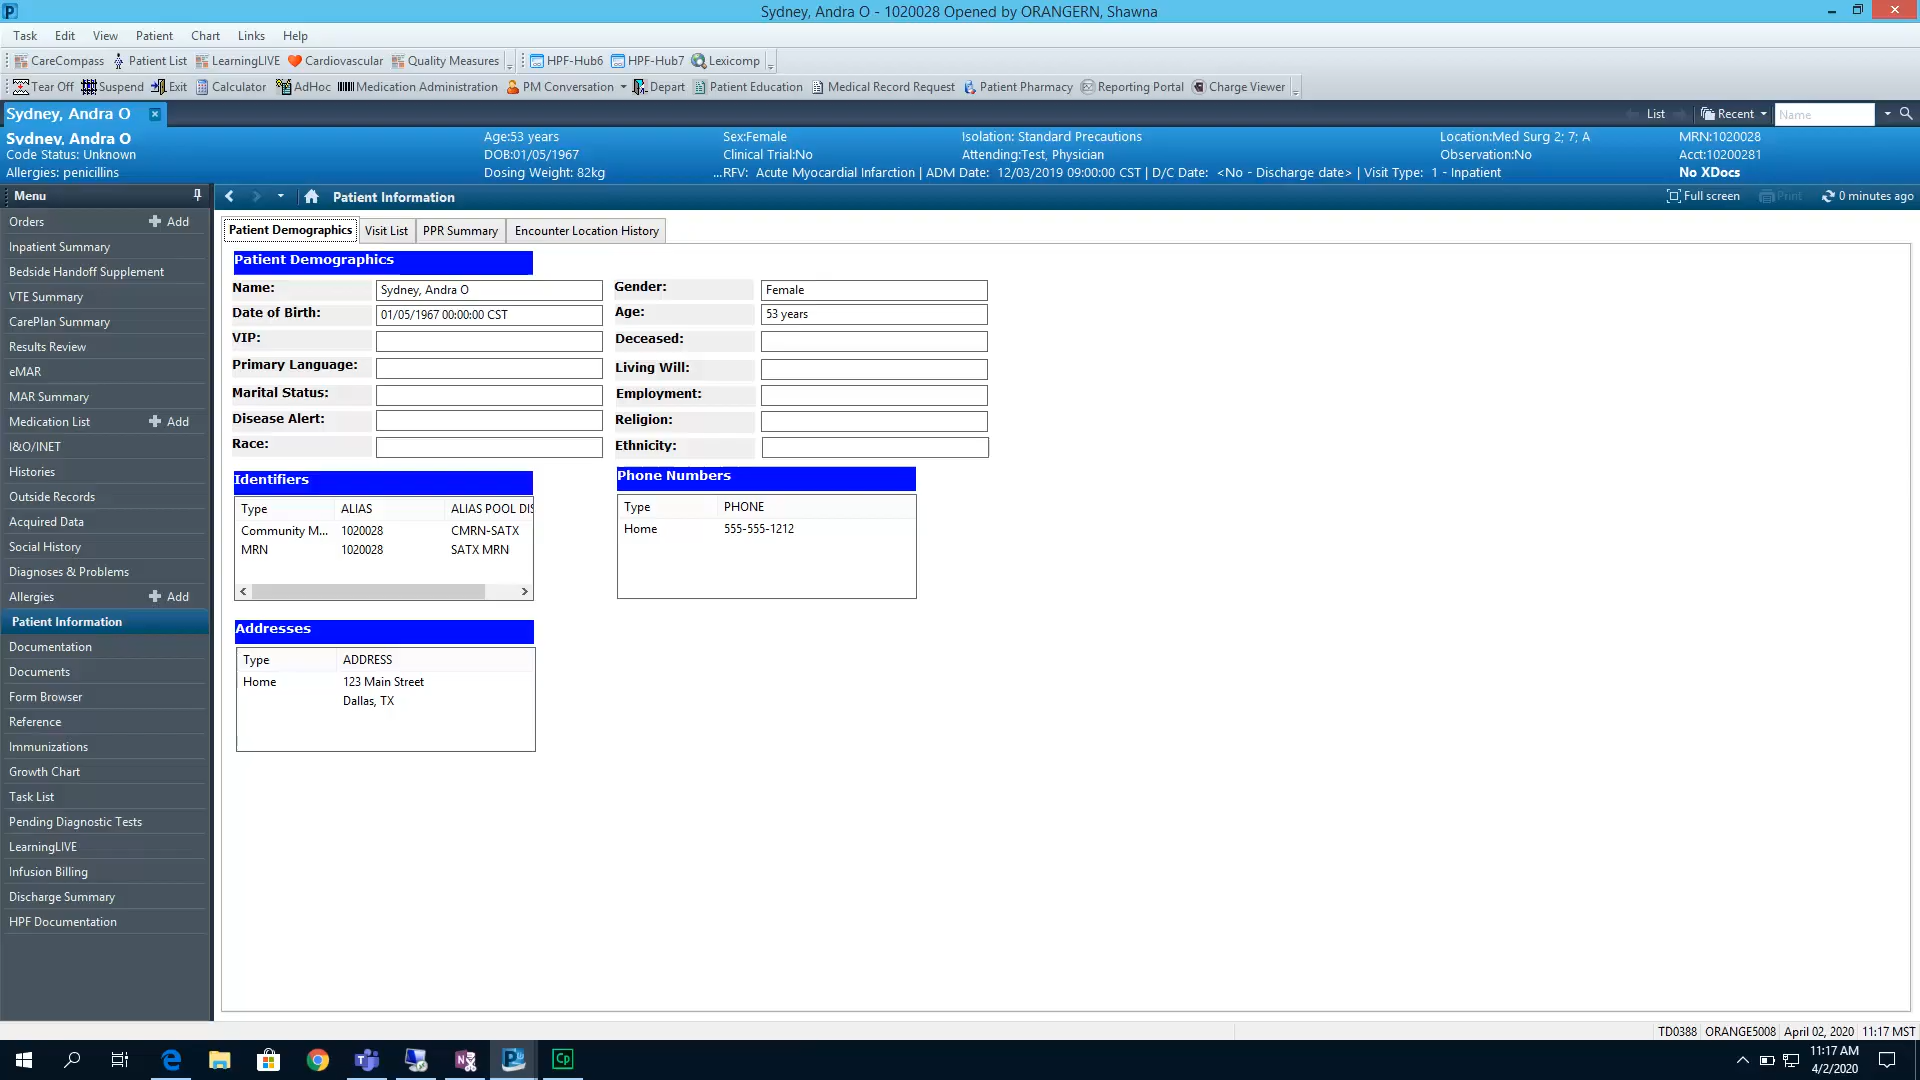 Sydney, Andra O - 1020028 Opened by ORANGERN, Shawna
Task Edit View Patient Chart Links Help
CareCompass Patient List LearningLIVE Cardiovascular Quality Measures HPF-Hub6 HPF-Hub7 Lexicomp
Tear Off Suspend Exit Calculator AdHoc Medication Administration PM Conversation Depart Patient Education Medical Record Request Patient Pharmacy Reporting Portal Charge Viewer
Sydney, Andra O List Recent Name
Sydney, Andra O Age:53 years Sex:Female Isolation: Standard Precautions Location:Med Surg 2; 7; A MRN:1020028
Code Status: Unknown DOB:01/05/1967 Clinical Trial:No Attending:Test, Physician Observation:No Acct:10200281
Allergies: penicillins Dosing Weight: 82kg ...RFV: Acute Myocardial Infarction | ADM Date: 12/03/2019 09:00:00 CST | D/C Date: <No - Discharge date> | Visit Type: 1 - Inpatient No XDocs
Menu Patient Information Full screen Print 0 minutes ago
Orders Add
Inpatient Summary
Bedside Handoff Supplement
VTE Summary
CarePlan Summary
Results Review
eMAR
MAR Summary
Medication List Add
I&O/INET
Histories
Outside Records
Acquired Data
Social History
Diagnoses & Problems
Allergies Add
Patient Information
Documentation
Documents
Form Browser
Reference
Immunizations
Growth Chart
Task List
Pending Diagnostic Tests
LearningLIVE
Infusion Billing
Discharge Summary
HPF Documentation
Patient Demographics Visit List PPR Summary Encounter Location History
Patient Demographics
Name: Sydney, Andra O Gender: Female
Date of Birth: 01/05/1967 00:00:00 CST Age: 53 years
VIP: Deceased:
Primary Language: Living Will:
Marital Status: Employment:
Disease Alert: Religion:
Race: Ethnicity:
Identifiers
Type ALIAS ALIAS POOL DIS
Community M... 1020028 CMRN-SATX
MRN 1020028 SATX MRN
Phone Numbers
Type PHONE
Home 555-555-1212
Addresses
Type ADDRESS
Home 123 Main Street
Dallas, TX
TD0388 ORANGE5008 April 02, 2020 11:17 MST
11:17 AM
4/2/2020